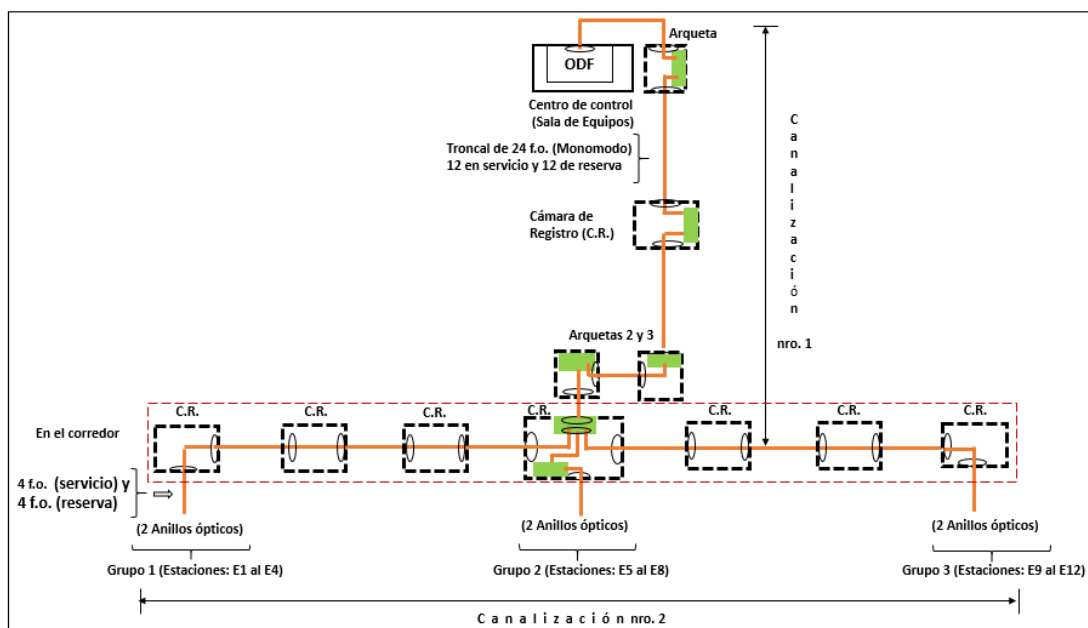 Arqueta
ODF
Centro de control
(Sala de Equipos)
Troncal de 24 f.o. (Monomodo)
12 en servicio y 12 de reserva
Canalización
nro. 1
Cámara de
Registro (C.R.)
Arquetas 2 y 3
C.R.
C.R.
C.R.
C.R.
C.R.
C.R.
C.R.
En el corredor
4 f.o. (servicio) y
4 f.o. (reserva)
(2 Anillos ópticos)
(2 Anillos ópticos)
(2 Anillos ópticos)
Grupo 1 (Estaciones: E1 al E4)
Grupo 2 (Estaciones: E5 al E8)
Grupo 3 (Estaciones: E9 al E12)
Canalización nro. 2